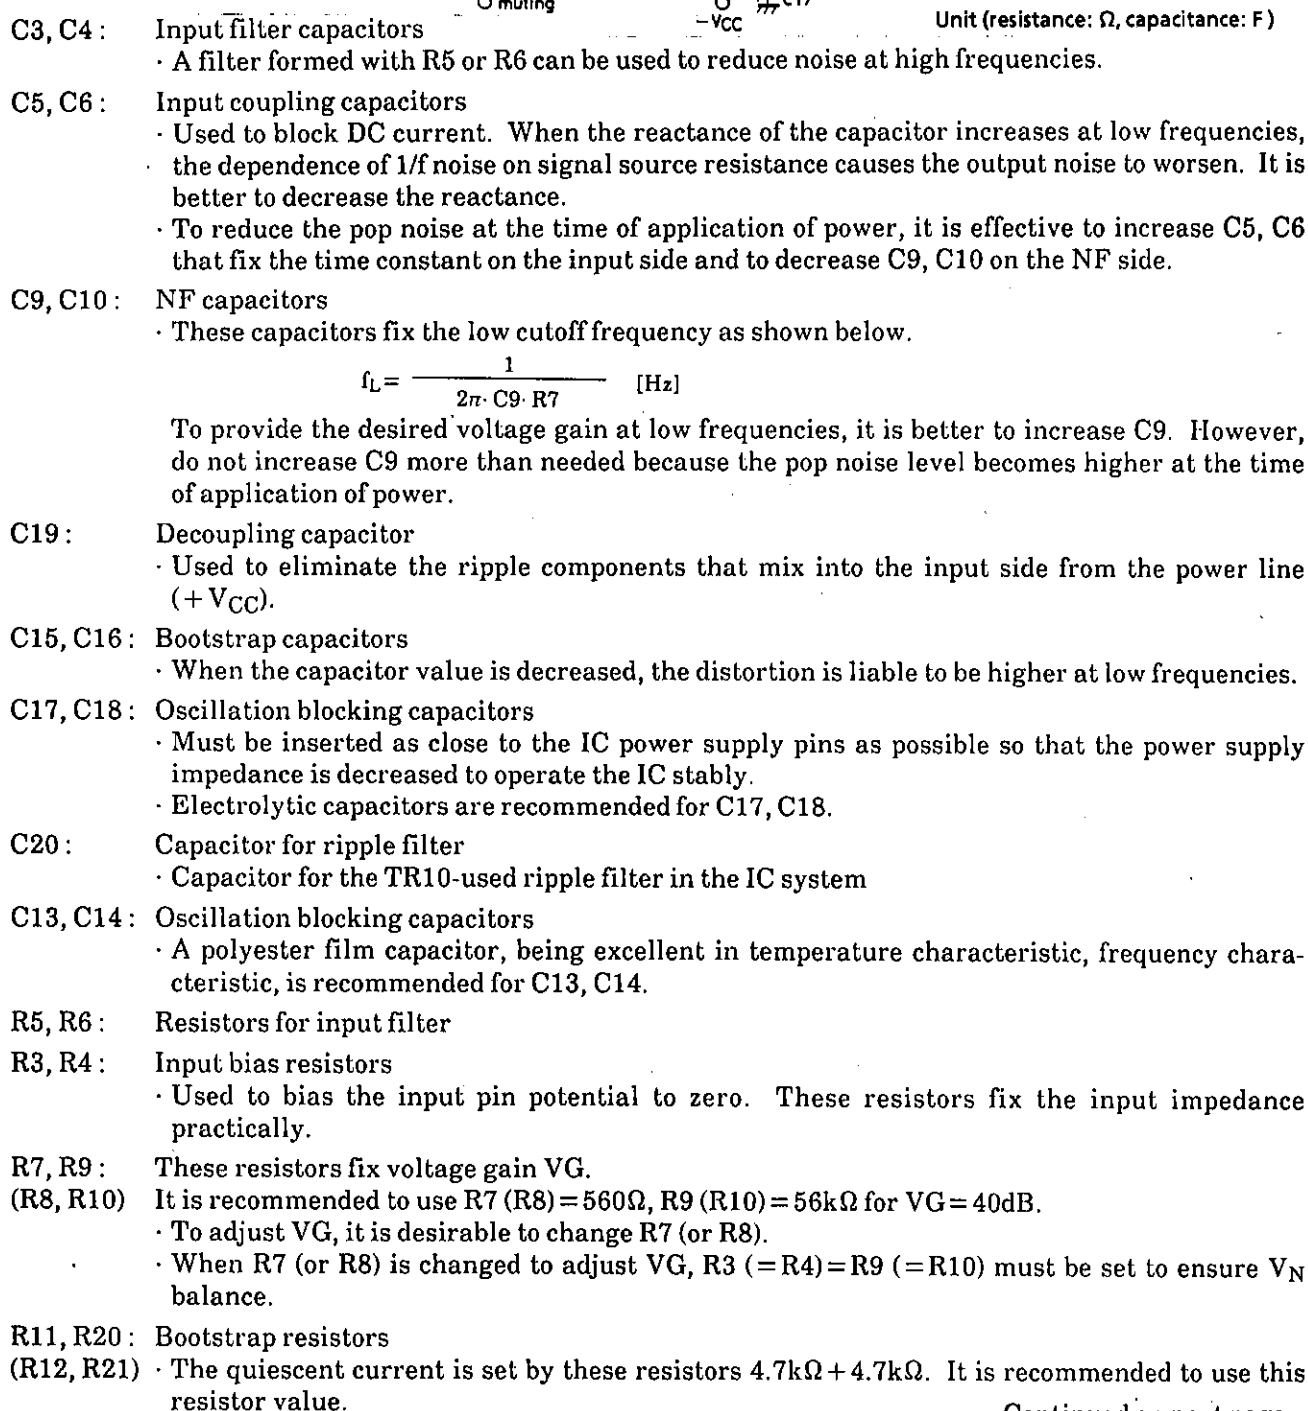 muting
−VCC
Unit (resistance: Ω, capacitance: F)
C3, C4 : Input filter capacitors
· A filter formed with R5 or R6 can be used to reduce noise at high frequencies.
C5, C6 : Input coupling capacitors
· Used to block DC current. When the reactance of the capacitor increases at low frequencies,
the dependence of 1/f noise on signal source resistance causes the output noise to worsen. It is
better to decrease the reactance.
· To reduce the pop noise at the time of application of power, it is effective to increase C5, C6
that fix the time constant on the input side and to decrease C9, C10 on the NF side.
C9, C10 : NF capacitors
· These capacitors fix the low cutoff frequency as shown below.
fL = 1 / 2π· C9· R7 [Hz]
To provide the desired voltage gain at low frequencies, it is better to increase C9. However,
do not increase C9 more than needed because the pop noise level becomes higher at the time
of application of power.
C19 : Decoupling capacitor
· Used to eliminate the ripple components that mix into the input side from the power line
(+VCC).
C15, C16 : Bootstrap capacitors
· When the capacitor value is decreased, the distortion is liable to be higher at low frequencies.
C17, C18 : Oscillation blocking capacitors
· Must be inserted as close to the IC power supply pins as possible so that the power supply
impedance is decreased to operate the IC stably.
· Electrolytic capacitors are recommended for C17, C18.
C20 : Capacitor for ripple filter
· Capacitor for the TR10-used ripple filter in the IC system
C13, C14 : Oscillation blocking capacitors
· A polyester film capacitor, being excellent in temperature characteristic, frequency chara-
cteristic, is recommended for C13, C14.
R5, R6 : Resistors for input filter
R3, R4 : Input bias resistors
· Used to bias the input pin potential to zero. These resistors fix the input impedance
practically.
R7, R9 : These resistors fix voltage gain VG.
(R8, R10) It is recommended to use R7 (R8) = 560Ω, R9 (R10) = 56kΩ for VG = 40dB.
· To adjust VG, it is desirable to change R7 (or R8).
· When R7 (or R8) is changed to adjust VG, R3 (=R4) = R9 (=R10) must be set to ensure VN
balance.
R11, R20 : Bootstrap resistors
(R12, R21) · The quiescent current is set by these resistors 4.7kΩ + 4.7kΩ. It is recommended to use this
resistor value.